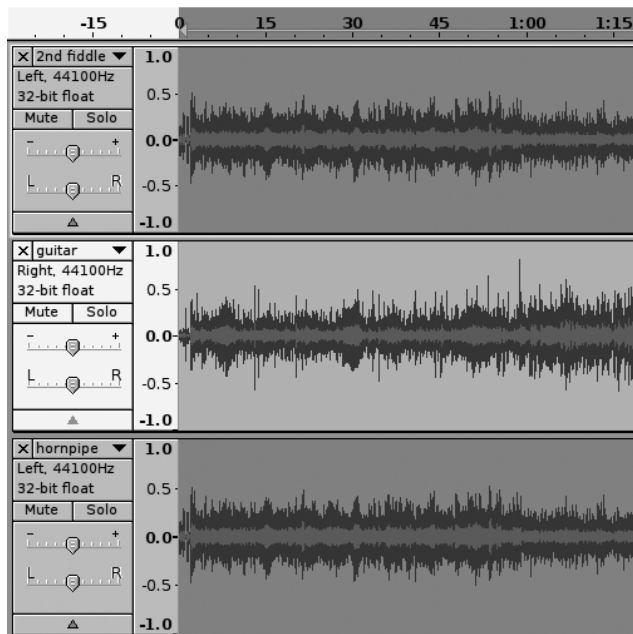 -15 0 15 30 45 1:00 1:15
× 2nd fiddle
Left, 44100Hz
32-bit float
Mute Solo
- +
L R
1.0
0.5
0.0
-0.5
-1.0
× guitar
Right, 44100Hz
32-bit float
Mute Solo
- +
L R
1.0
0.5
0.0
-0.5
-1.0
× hornpipe
Left, 44100Hz
32-bit float
Mute Solo
- +
L R
1.0
0.5
0.0
-0.5
-1.0